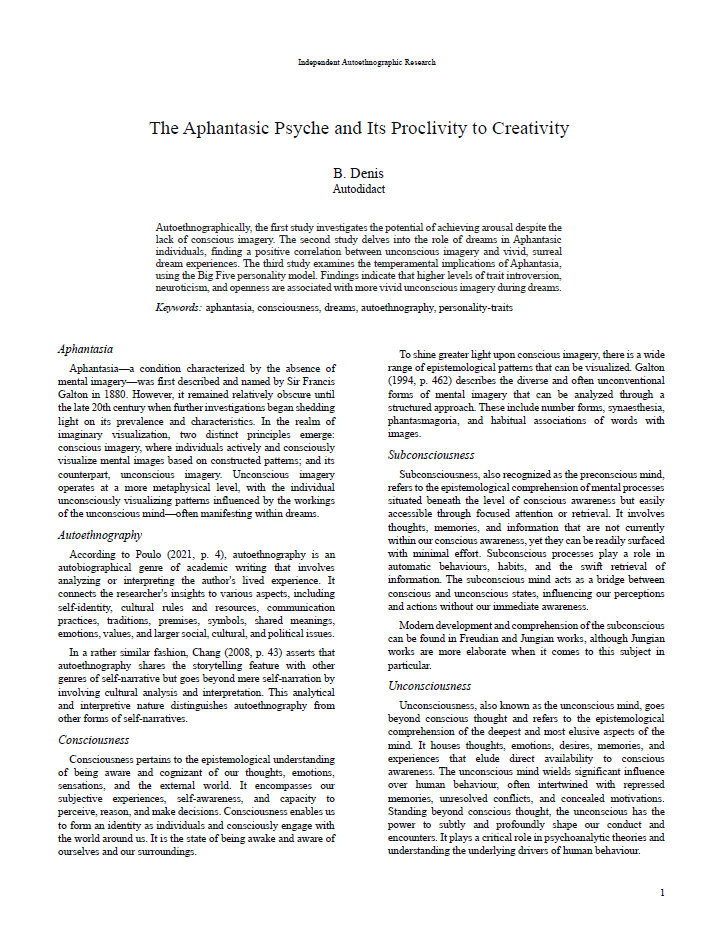 Independent Autoethnographic Research
The Aphantasic Psyche and Its Proclivity to Creativity
B. Denis
Autodidact
Autoethnographically, the first study investigates the potential of achieving arousal despite the
lack of conscious imagery. The second study delves into the role of dreams in Aphantasic
individuals, finding a positive correlation between unconscious imagery and vivid, surreal
dream experiences. The third study examines the temperamental implications of Aphantasia,
using the Big Five personality model. Findings indicate that higher levels of trait introversion,
neuroticism, and openness are associated with more vivid unconscious imagery during dreams.
Keywords: aphantasia, consciousness, dreams, autoethnography, personality-traits
Aphantasia
Aphantasia—a condition characterized by the absence of
mental imagery—was first described and named by Sir Francis
Galton in 1880. However, it remained relatively obscure until
the late 20th century when further investigations began shedding
light on its prevalence and characteristics. In the realm of
imaginary visualization, two distinct principles emerge:
conscious imagery, where individuals actively and consciously
visualize mental images based on constructed patterns; and its
counterpart, unconscious imagery. Unconscious imagery
operates at a more metaphysical level, with the individual
unconsciously visualizing patterns influenced by the workings
of the unconscious mind—often manifesting within dreams.
Autoethnography
According to Poulo (2021, p. 4), autoethnography is an
autobiographical genre of academic writing that involves
analyzing or interpreting the author's lived experience. It
connects the researcher's insights to various aspects, including
self-identity, cultural rules and resources, communication
practices, traditions, premises, symbols, shared meanings,
emotions, values, and larger social, cultural, and political issues.
In a rather similar fashion, Chang (2008, p. 43) asserts that
autoethnography shares the storytelling feature with other
genres of self-narrative but goes beyond mere self-narration by
involving cultural analysis and interpretation. This analytical
and interpretive nature distinguishes autoethnography from
other forms of self-narratives.
Consciousness
Consciousness pertains to the epistemological understanding
of being aware and cognizant of our thoughts, emotions,
sensations, and the external world. It encompasses our
subjective experiences, self-awareness, and capacity to
perceive, reason, and make decisions. Consciousness enables us
to form an identity as individuals and consciously engage with
the world around us. It is the state of being awake and aware of
ourselves and our surroundings.
To shine greater light upon conscious imagery, there is a wide
range of epistemological patterns that can be visualized. Galton
(1994, p. 462) describes the diverse and often unconventional
forms of mental imagery that can be analyzed through a
structured approach. These include number forms, synaesthesia,
phantasmagoria, and habitual associations of words with
images.
Subconsciousness
Subconsciousness, also recognized as the preconscious mind,
refers to the epistemological comprehension of mental processes
situated beneath the level of conscious awareness but easily
accessible through focused attention or retrieval. It involves
thoughts, memories, and information that are not currently
within our conscious awareness, yet they can be readily surfaced
with minimal effort. Subconscious processes play a role in
automatic behaviours, habits, and the swift retrieval of
information. The subconscious mind acts as a bridge between
conscious and unconscious states, influencing our perceptions
and actions without our immediate awareness.
Modern development and comprehension of the subconscious
can be found in Freudian and Jungian works, although Jungian
works are more elaborate when it comes to this subject in
particular.
Unconsciousness
Unconsciousness, also known as the unconscious mind, goes
beyond conscious thought and refers to the epistemological
comprehension of the deepest and most elusive aspects of the
mind. It houses thoughts, emotions, desires, memories, and
experiences that elude direct availability to conscious
awareness. The unconscious mind wields significant influence
over human behaviour, often intertwined with repressed
memories, unresolved conflicts, and concealed motivations.
Standing beyond conscious thought, the unconscious has the
power to subtly and profoundly shape our conduct and
encounters. It plays a critical role in psychoanalytic theories and
understanding the underlying drivers of human behaviour.
1